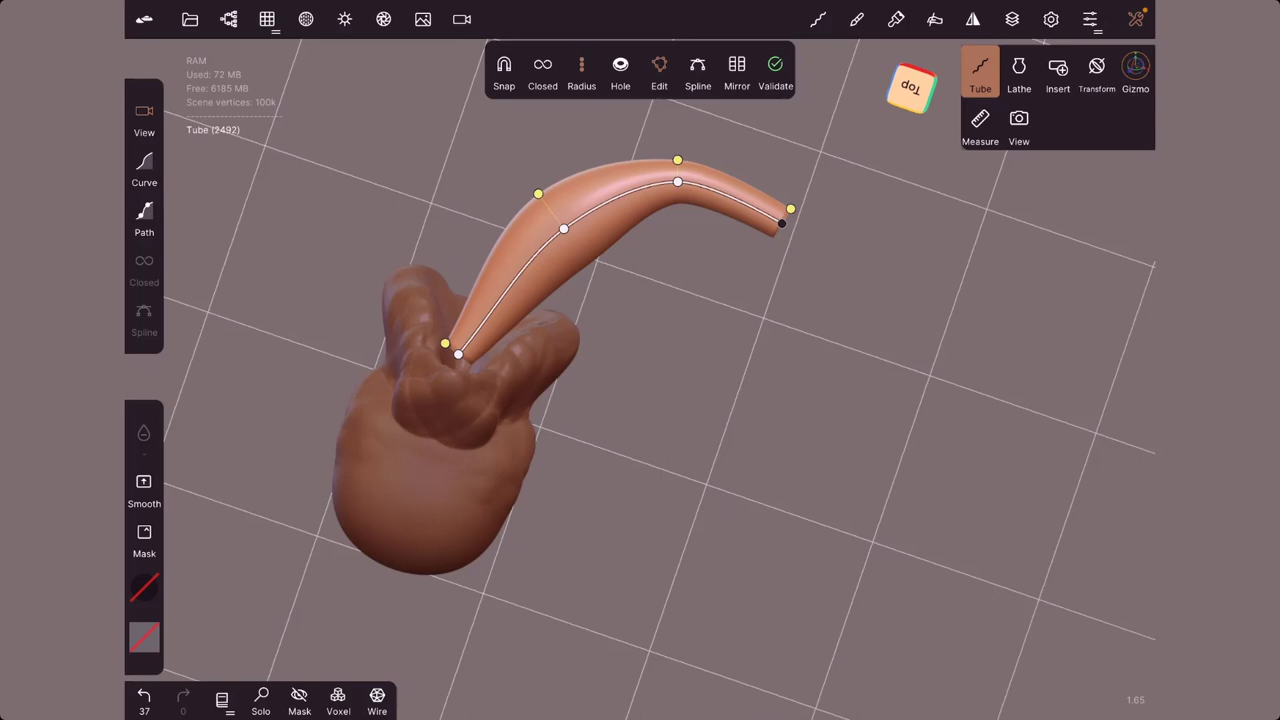 RAM
Used: 72 MB
Free: 6185 MB
Scene vertices: 100k
Tube (2492)
Snap
Closed
Radius
Hole
Edit
Spline
Mirror
Validate
Top
Tube
Lathe
Insert
Transform
Gizmo
Measure
View
View
Curve
Path
Closed
Spline
Smooth
Mask
37
0
Solo
Mask
Voxel
Wire
1.65